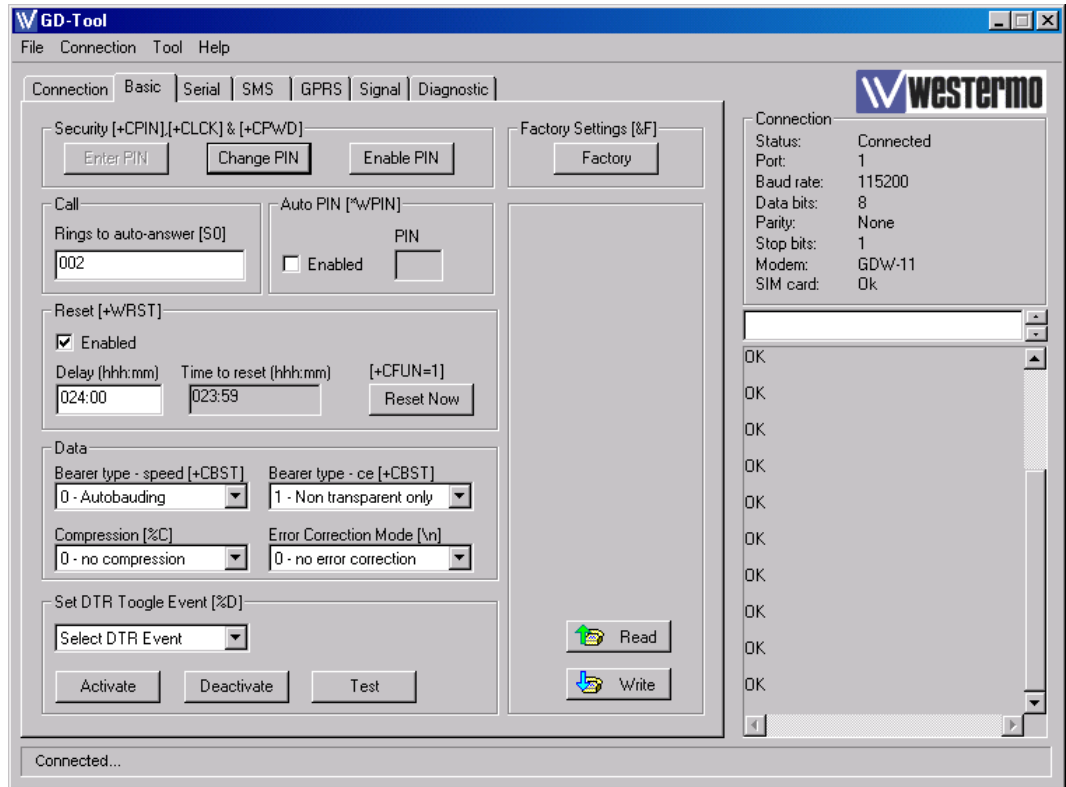 GD-Tool
File Connection Tool Help
Connection Basic Serial SMS GPRS Signal Diagnostic
westermo
Security [+CPIN],[+CLCK] & [+CPWD]
Enter PIN Change PIN Enable PIN
Factory Settings [&F]
Factory
Call
Rings to auto-answer [S0]
002
Auto PIN [*WPIN]
PIN
Enabled
Reset [+WRST]
Enabled
Delay (hhh:mm) Time to reset (hhh:mm) [+CFUN=1]
024:00 023:59 Reset Now
Data
Bearer type - speed [+CBST] Bearer type - ce [+CBST]
0 - Autobauding 1 - Non transparent only
Compression [%C] Error Correction Mode [\n]
0 - no compression 0 - no error correction
Set DTR Toogle Event [%D]
Select DTR Event
Activate Deactivate Test
Read
Write
Connection
Status: Connected
Port: 1
Baud rate: 115200
Data bits: 8
Parity: None
Stop bits: 1
Modem: GDW-11
SIM card: Ok
OK
OK
OK
OK
OK
OK
OK
OK
OK
OK
Connected...